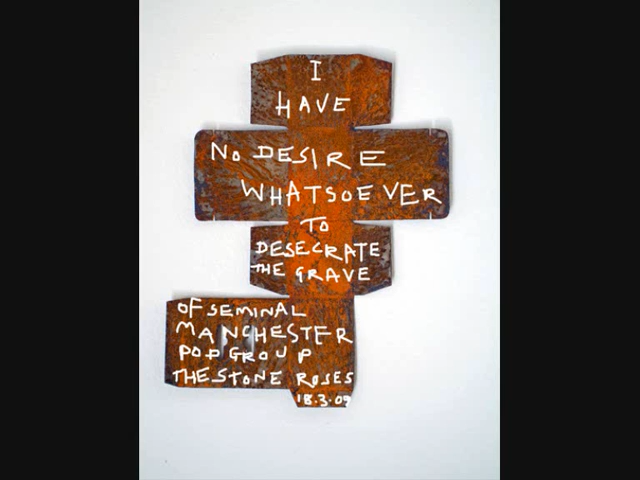 I
HAVE
NO DESIRE
WHATSOEVER
TO
DESECRATE
THE GRAVE
OF SEMINAL
MANCHESTER
POP GROUP
THE STONE ROSES
18.3.09